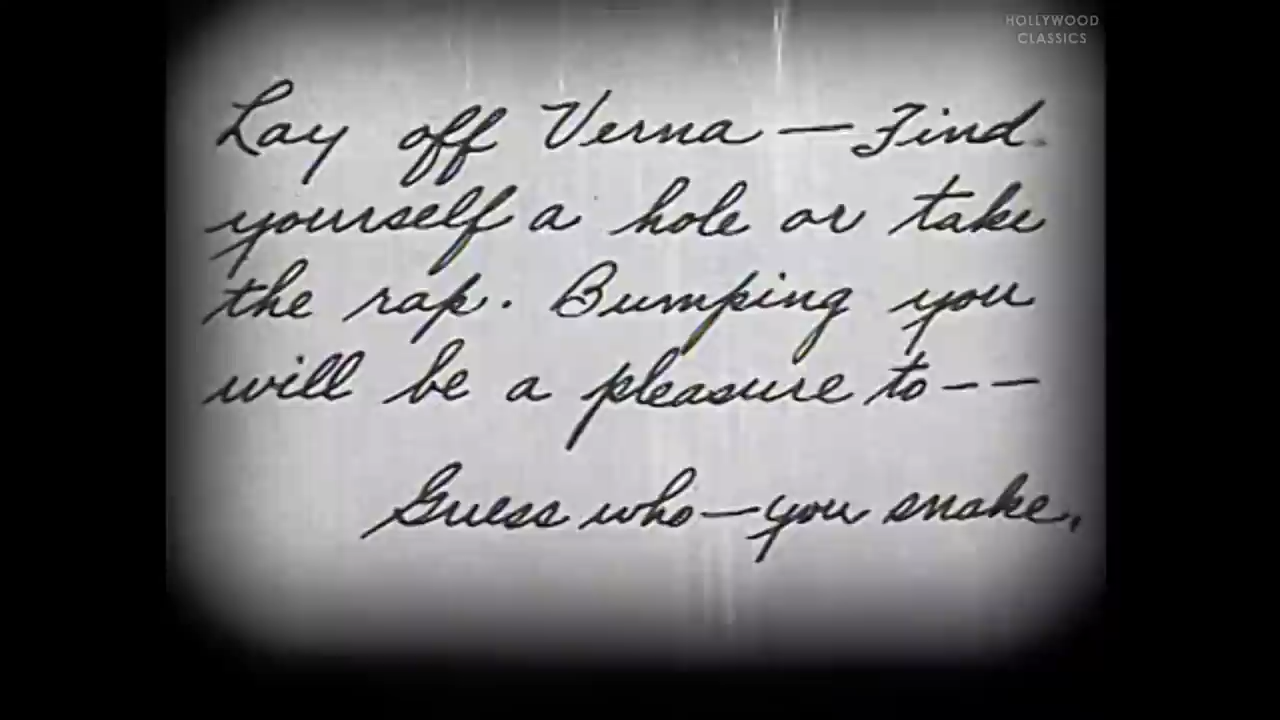 HOLLYWOOD
CLASSICS
Lay off Verna — Find
yourself a hole or take
the rap. Bumping you
will be a pleasure to--
Guess who—you snake.